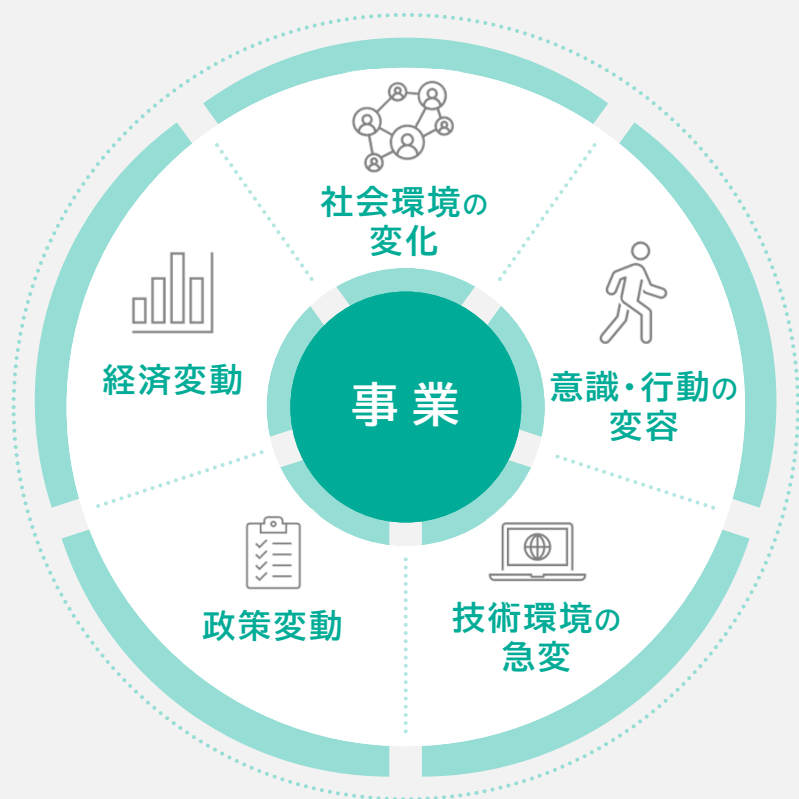 社会環境の
変化
経済変動
事業
意識・行動の
変容
政策変動
技術環境の
急変